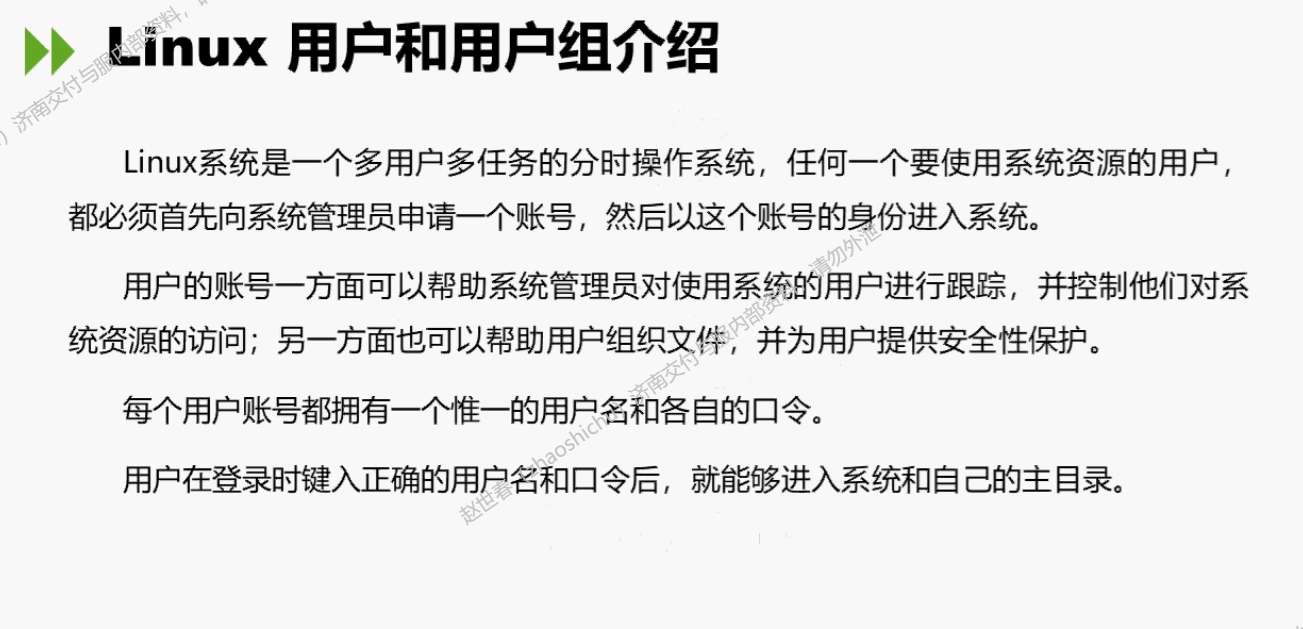 Linux 用户和用户组介绍
Linux系统是一个多用户多任务的分时操作系统，任何一个要使用系统资源的用户，
都必须首先向系统管理员申请一个账号，然后以这个账号的身份进入系统。
用户的账号一方面可以帮助系统管理员对使用系统的用户进行跟踪，并控制他们对系
统资源的访问；另一方面也可以帮助用户组织文件，并为用户提供安全性保护。
每个用户账号都拥有一个惟一的用户名和各自的口令。
用户在登录时键入正确的用户名和口令后，就能够进入系统和自己的主目录。
）济南交付与服内部资料，
济南交付与服内部资料，请勿外泄